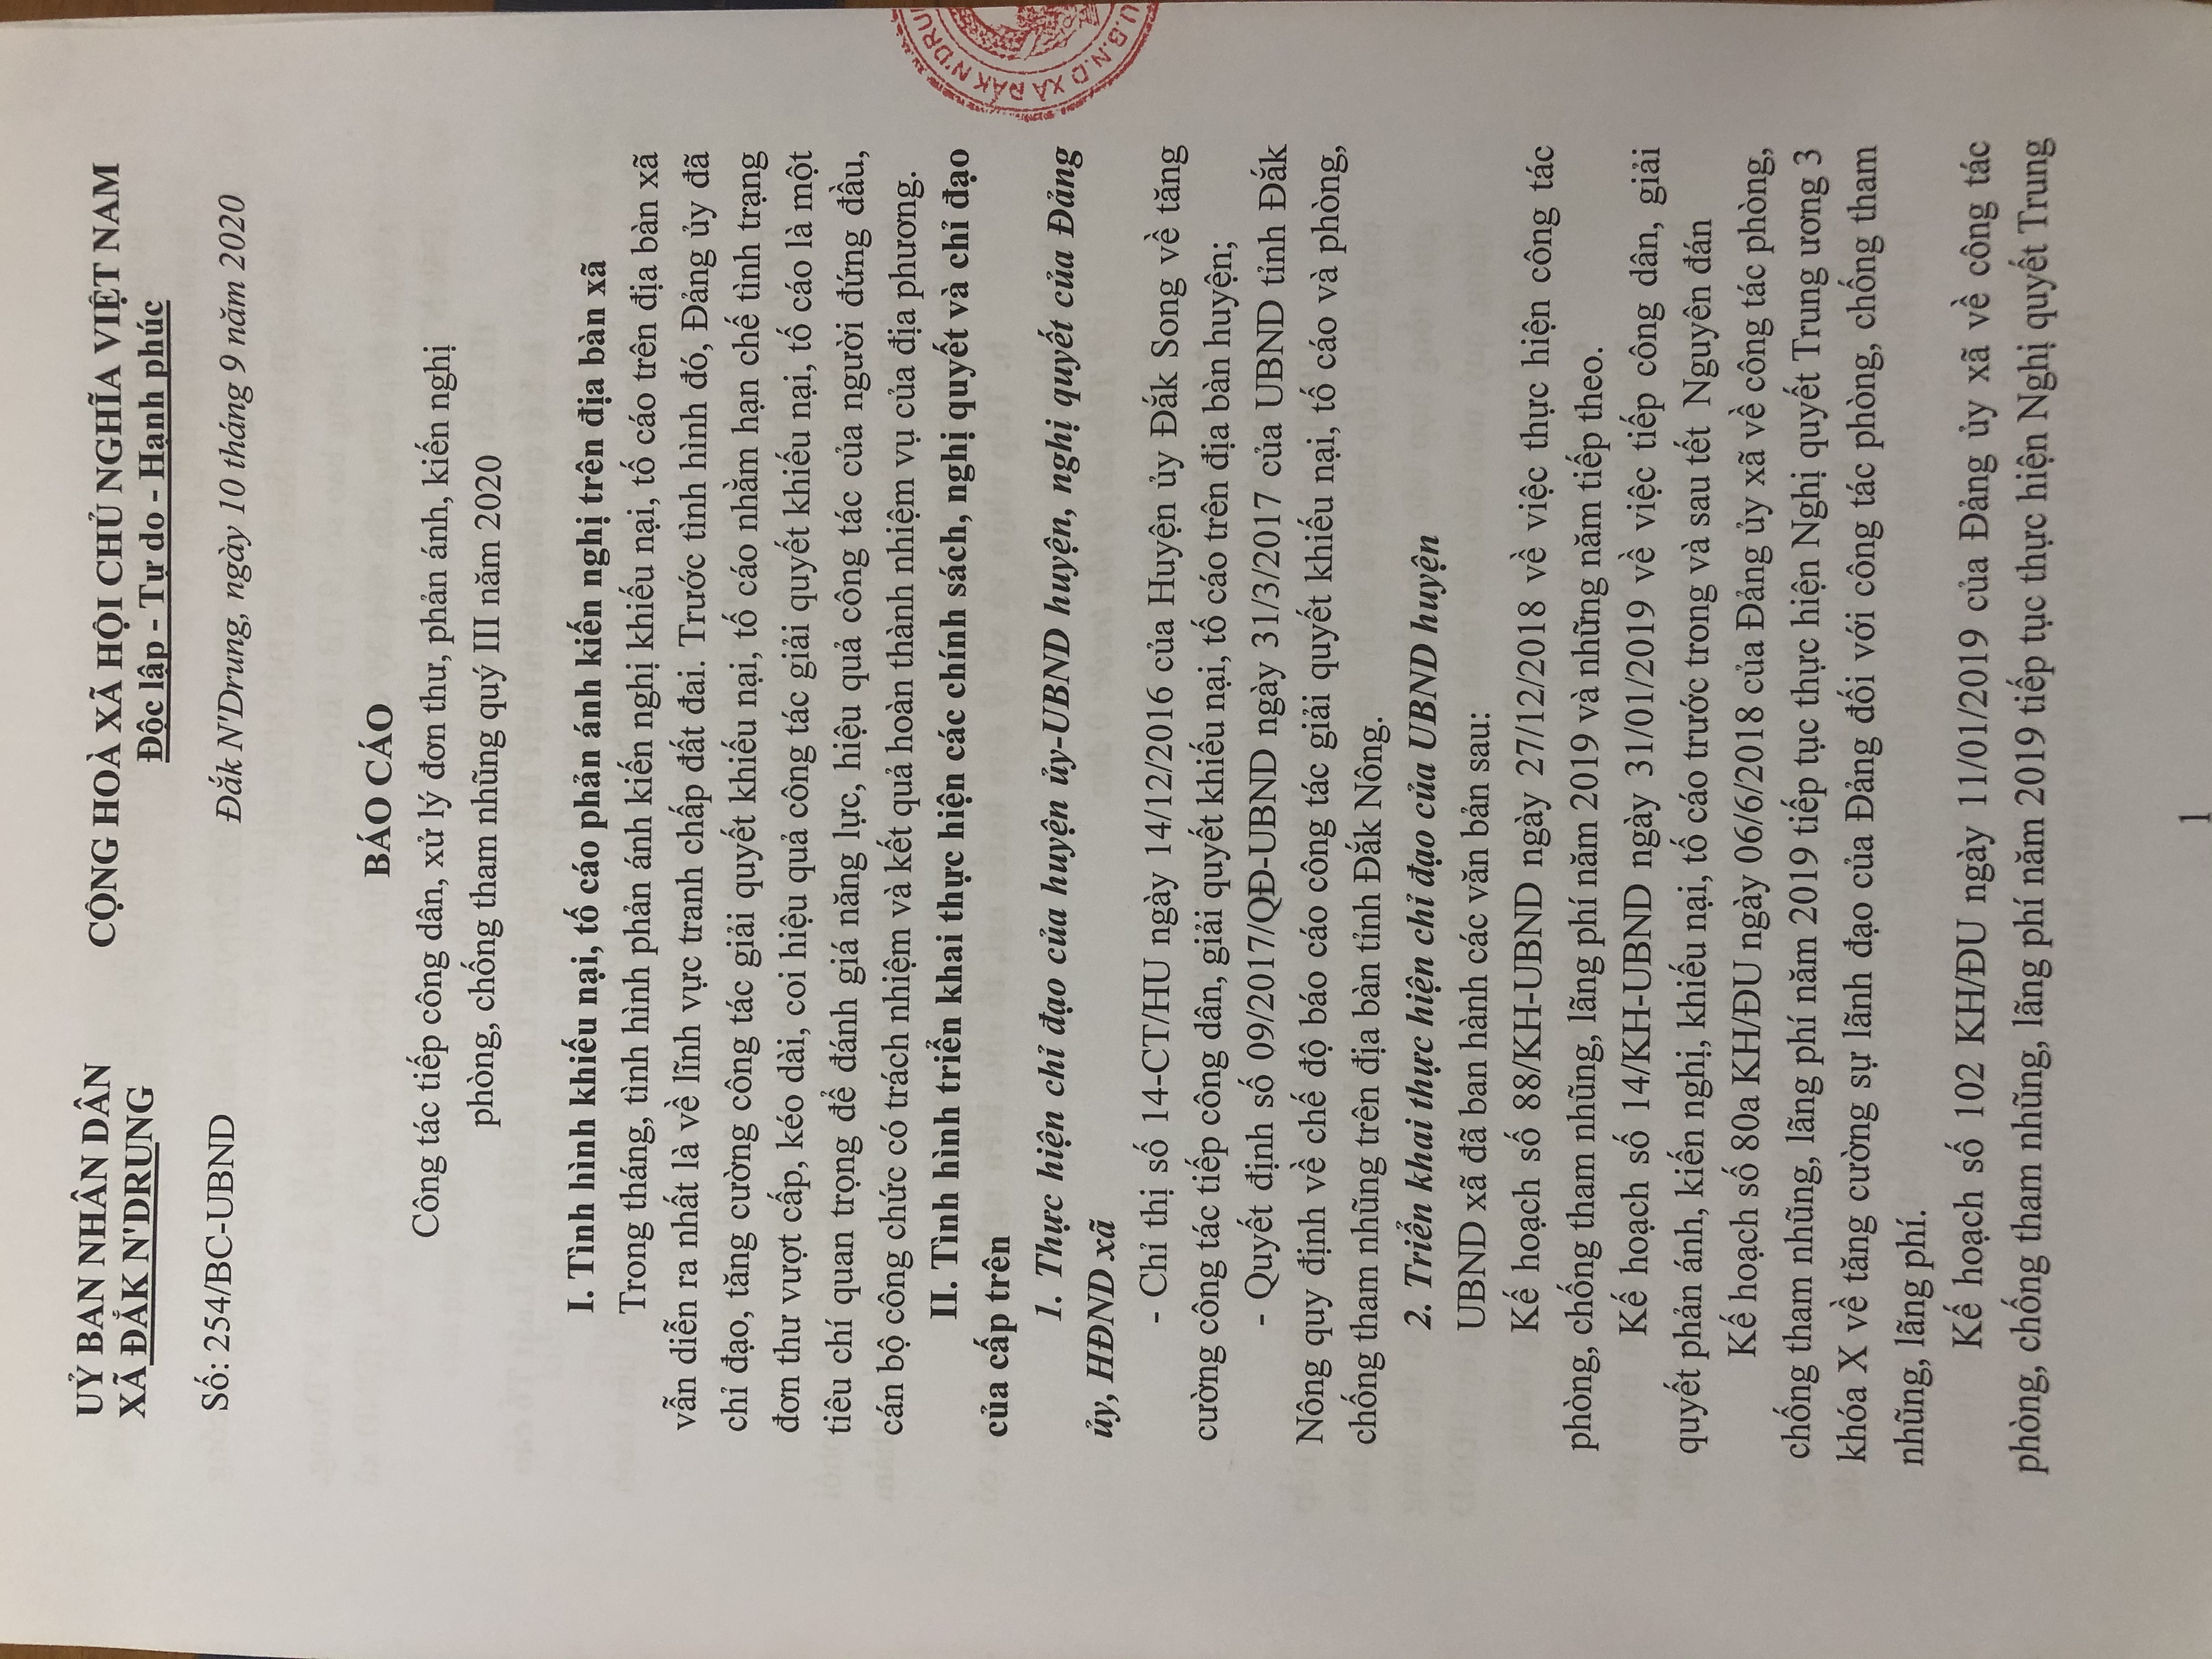 UỶ BAN NHÂN DÂN
XÃ ĐẮK N'DRUNG
CỘNG HOÀ XÃ HỘI CHỦ NGHĨA VIỆT NAM
Độc lập - Tự do - Hạnh phúc
Số: 254/BC-UBND
Đắk N'Drung, ngày 10 tháng 9 năm 2020
BÁO CÁO
Công tác tiếp công dân, xử lý đơn thư, phản ánh, kiến nghị
phòng, chống tham nhũng quý III năm 2020
I. Tình hình khiếu nại, tố cáo phản ánh kiến nghị trên địa bàn xã
Trong tháng, tình hình phản ánh kiến nghị khiếu nại, tố cáo trên địa bàn xã
vẫn diễn ra nhất là về lĩnh vực tranh chấp đất đai. Trước tình hình đó, Đảng ủy đã
chỉ đạo, tăng cường công tác giải quyết khiếu nại, tố cáo nhằm hạn chế tình trạng
đơn thư vượt cấp, kéo dài, coi hiệu quả công tác giải quyết khiếu nại, tố cáo là một
tiêu chí quan trọng để đánh giá năng lực, hiệu quả công tác của người đứng đầu,
cán bộ công chức có trách nhiệm và kết quả hoàn thành nhiệm vụ của địa phương.
II. Tình hình triển khai thực hiện các chính sách, nghị quyết và chỉ đạo
của cấp trên
1. Thực hiện chỉ đạo của huyện ủy-UBND huyện, nghị quyết của Đảng
ủy, HĐND xã
- Chỉ thị số 14-CT/HU ngày 14/12/2016 của Huyện ủy Đắk Song về tăng
cường công tác tiếp công dân, giải quyết khiếu nại, tố cáo trên địa bàn huyện;
- Quyết định số 09/2017/QĐ-UBND ngày 31/3/2017 của UBND tỉnh Đắk
Nông quy định về chế độ báo cáo công tác giải quyết khiếu nại, tố cáo và phòng,
chống tham nhũng trên địa bàn tỉnh Đắk Nông.
2. Triển khai thực hiện chỉ đạo của UBND huyện
UBND xã đã ban hành các văn bản sau:
Kế hoạch số 88/KH-UBND ngày 27/12/2018 về việc thực hiện công tác
phòng, chống tham nhũng, lãng phí năm 2019 và những năm tiếp theo.
Kế hoạch số 14/KH-UBND ngày 31/01/2019 về việc tiếp công dân, giải
quyết phản ánh, kiến nghị, khiếu nại, tố cáo trước trong và sau tết Nguyên đán
Kế hoạch số 80a KH/ĐU ngày 06/6/2018 của Đảng ủy xã về công tác phòng,
chống tham nhũng, lãng phí năm 2019 tiếp tục thực hiện Nghị quyết Trung ương 3
khóa X về tăng cường sự lãnh đạo của Đảng đối với công tác phòng, chống tham
nhũng, lãng phí.
Kế hoạch số 102 KH/ĐU ngày 11/01/2019 của Đảng ủy xã về công tác
phòng, chống tham nhũng, lãng phí năm 2019 tiếp tục thực hiện Nghị quyết Trung
1
U.B.N.D XÃ ĐẮK N'DRU